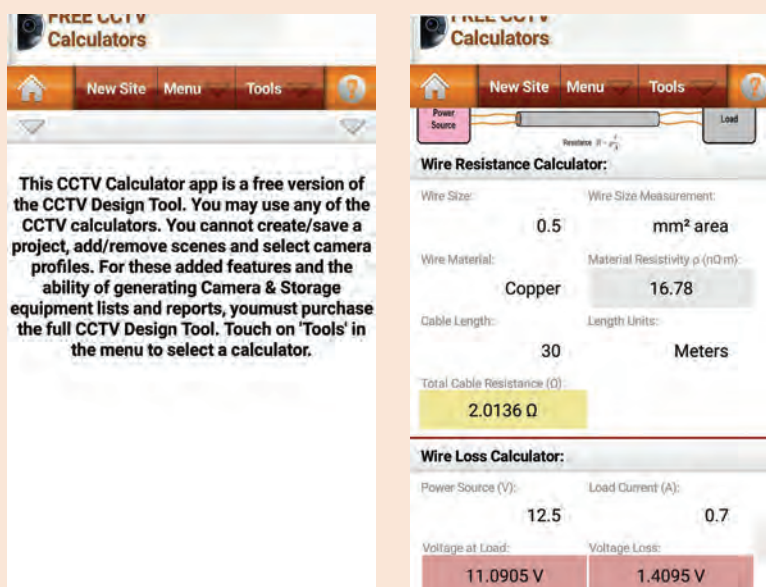 FREE CCTV
Calculators
New Site Menu Tools ?
This CCTV Calculator app is a free version of
the CCTV Design Tool. You may use any of the
CCTV calculators. You cannot create/save a
project, add/remove scenes and select camera
profiles. For these added features and the
ability of generating Camera & Storage
equipment lists and reports, youmust purchase
the full CCTV Design Tool. Touch on 'Tools' in
the menu to select a calculator.
FREE CCTV
Calculators
New Site Menu Tools ?
Power
Source
Load
Wire Resistance Calculator:
Wire Size: Wire Size Measurement:
0.5 mm² area
Wire Material: Material Resistivity ρ (nΩ·m):
Copper 16.78
Cable Length: Length Units:
30 Meters
Total Cable Resistance (Ω):
2.0136 Ω
Wire Loss Calculator:
Power Source (V): Load Current (A):
12.5 0.7
Voltage at Load: Voltage Loss:
11.0905 V 1.4095 V